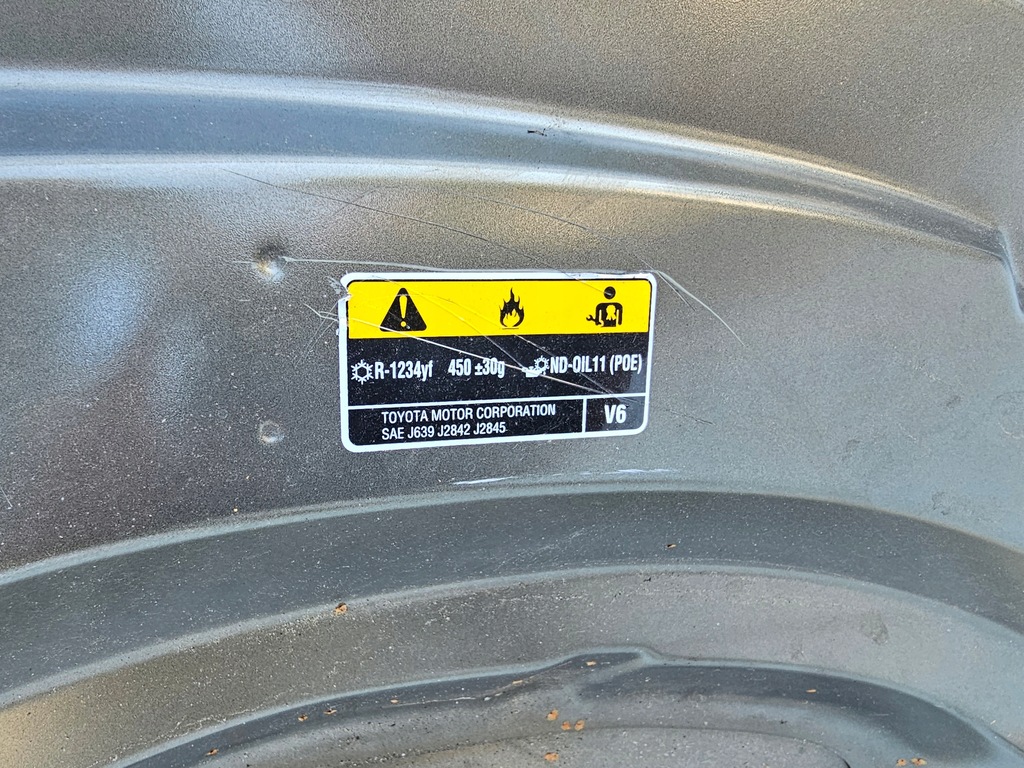 R-1234yf 450 ±30g ND-OIL11 (POE)
TOYOTA MOTOR CORPORATION
SAE J639 J2842 J2845
V6